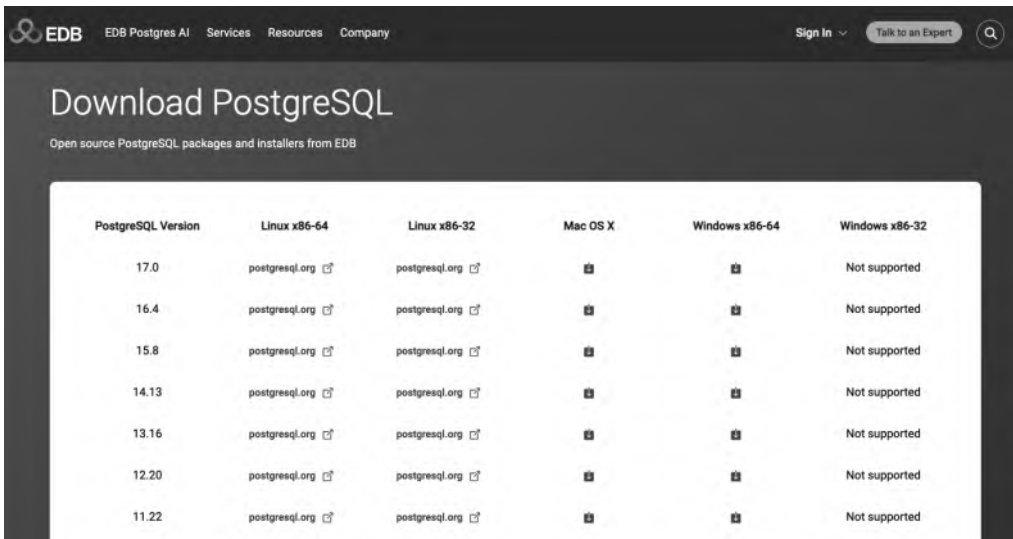 EDB EDB Postgres AI Services Resources Company Sign In Talk to an Expert
Download PostgreSQL
Open source PostgreSQL packages and installers from EDB
PostgreSQL Version Linux x86-64 Linux x86-32 Mac OS X Windows x86-64 Windows x86-32
17.0 postgresql.org postgresql.org Not supported
16.4 postgresql.org postgresql.org Not supported
15.8 postgresql.org postgresql.org Not supported
14.13 postgresql.org postgresql.org Not supported
13.16 postgresql.org postgresql.org Not supported
12.20 postgresql.org postgresql.org Not supported
11.22 postgresql.org postgresql.org Not supported